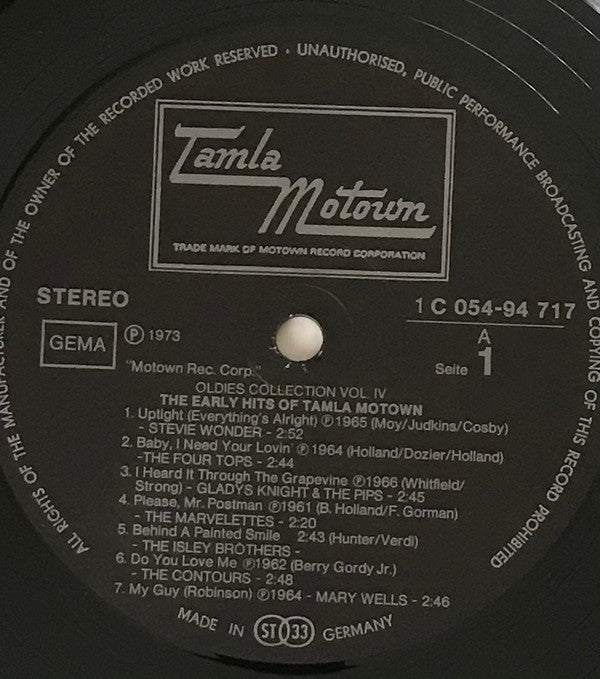 ALL RIGHTS OF THE MANUFACTURER AND OF THE OWNER OF THE RECORDED WORK RESERVED · UNAUTHORISED, PUBLIC PERFORMANCE BROADCASTING AND COPYING OF THIS RECORD PROHIBITED
Tamla
Motown
TRADE MARK OF MOTOWN RECORD CORPORATION
STEREO
1 C 054-94 717
GEMA
Ⓟ 1973
A
Seite 1
"Motown Rec. Corp."
OLDIES COLLECTION VOL. IV
THE EARLY HITS OF TAMLA MOTOWN
1. Uptight (Everything's Alright) Ⓟ1965 (Moy/Judkins/Cosby)
- STEVIE WONDER - 2:52
2. Baby, I Need Your Lovin' Ⓟ1964 (Holland/Dozier/Holland)
-THE FOUR TOPS - 2:44
3. I Heard It Through The Grapevine Ⓟ1966 (Whitfield/
Strong) - GLADYS KNIGHT & THE PIPS - 2:45
4. Please, Mr. Postman Ⓟ1961 (B. Holland/F. Gorman)
- THE MARVELETTES - 2:20
5. Behind A Painted Smile 2:43 (Hunter/Verdi)
- THE ISLEY BROTHERS -
6. Do You Love Me Ⓟ1962 (Berry Gordy Jr.)
- THE CONTOURS - 2:48
7. My Guy (Robinson) Ⓟ1964 - MARY WELLS - 2:46
MADE IN ST 33 GERMANY